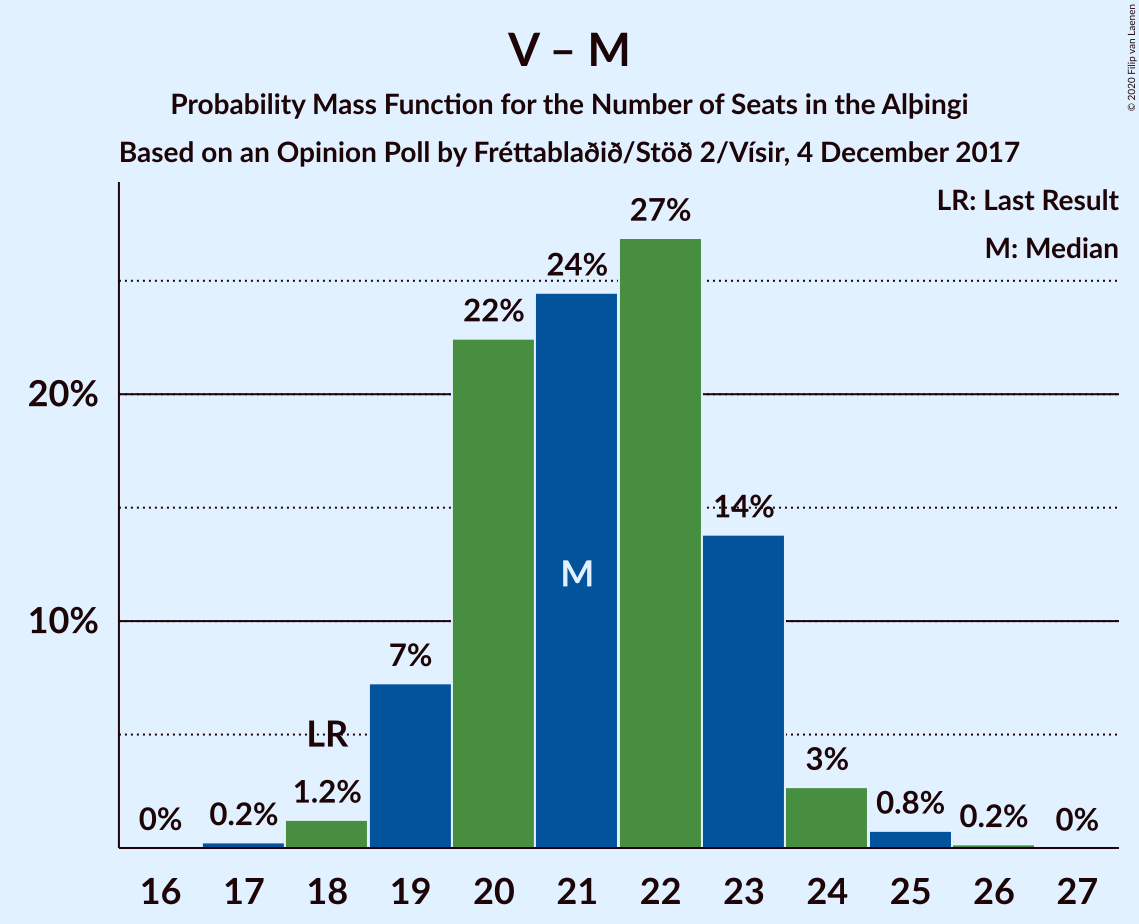 V – M
Probability Mass Function for the Number of Seats in the Alþingi
Based on an Opinion Poll by Fréttablaðið/Stöð 2/Vísir, 4 December 2017
© 2020 Filip van Laenen
LR: Last Result
M: Median
27%
24%
22%
20%
14%
M
10%
7%
LR
3%
1.2%
0.8%
0.2%
0.2%
0%
0%
16 17 18 19 20 21 22 23 24 25 26 27